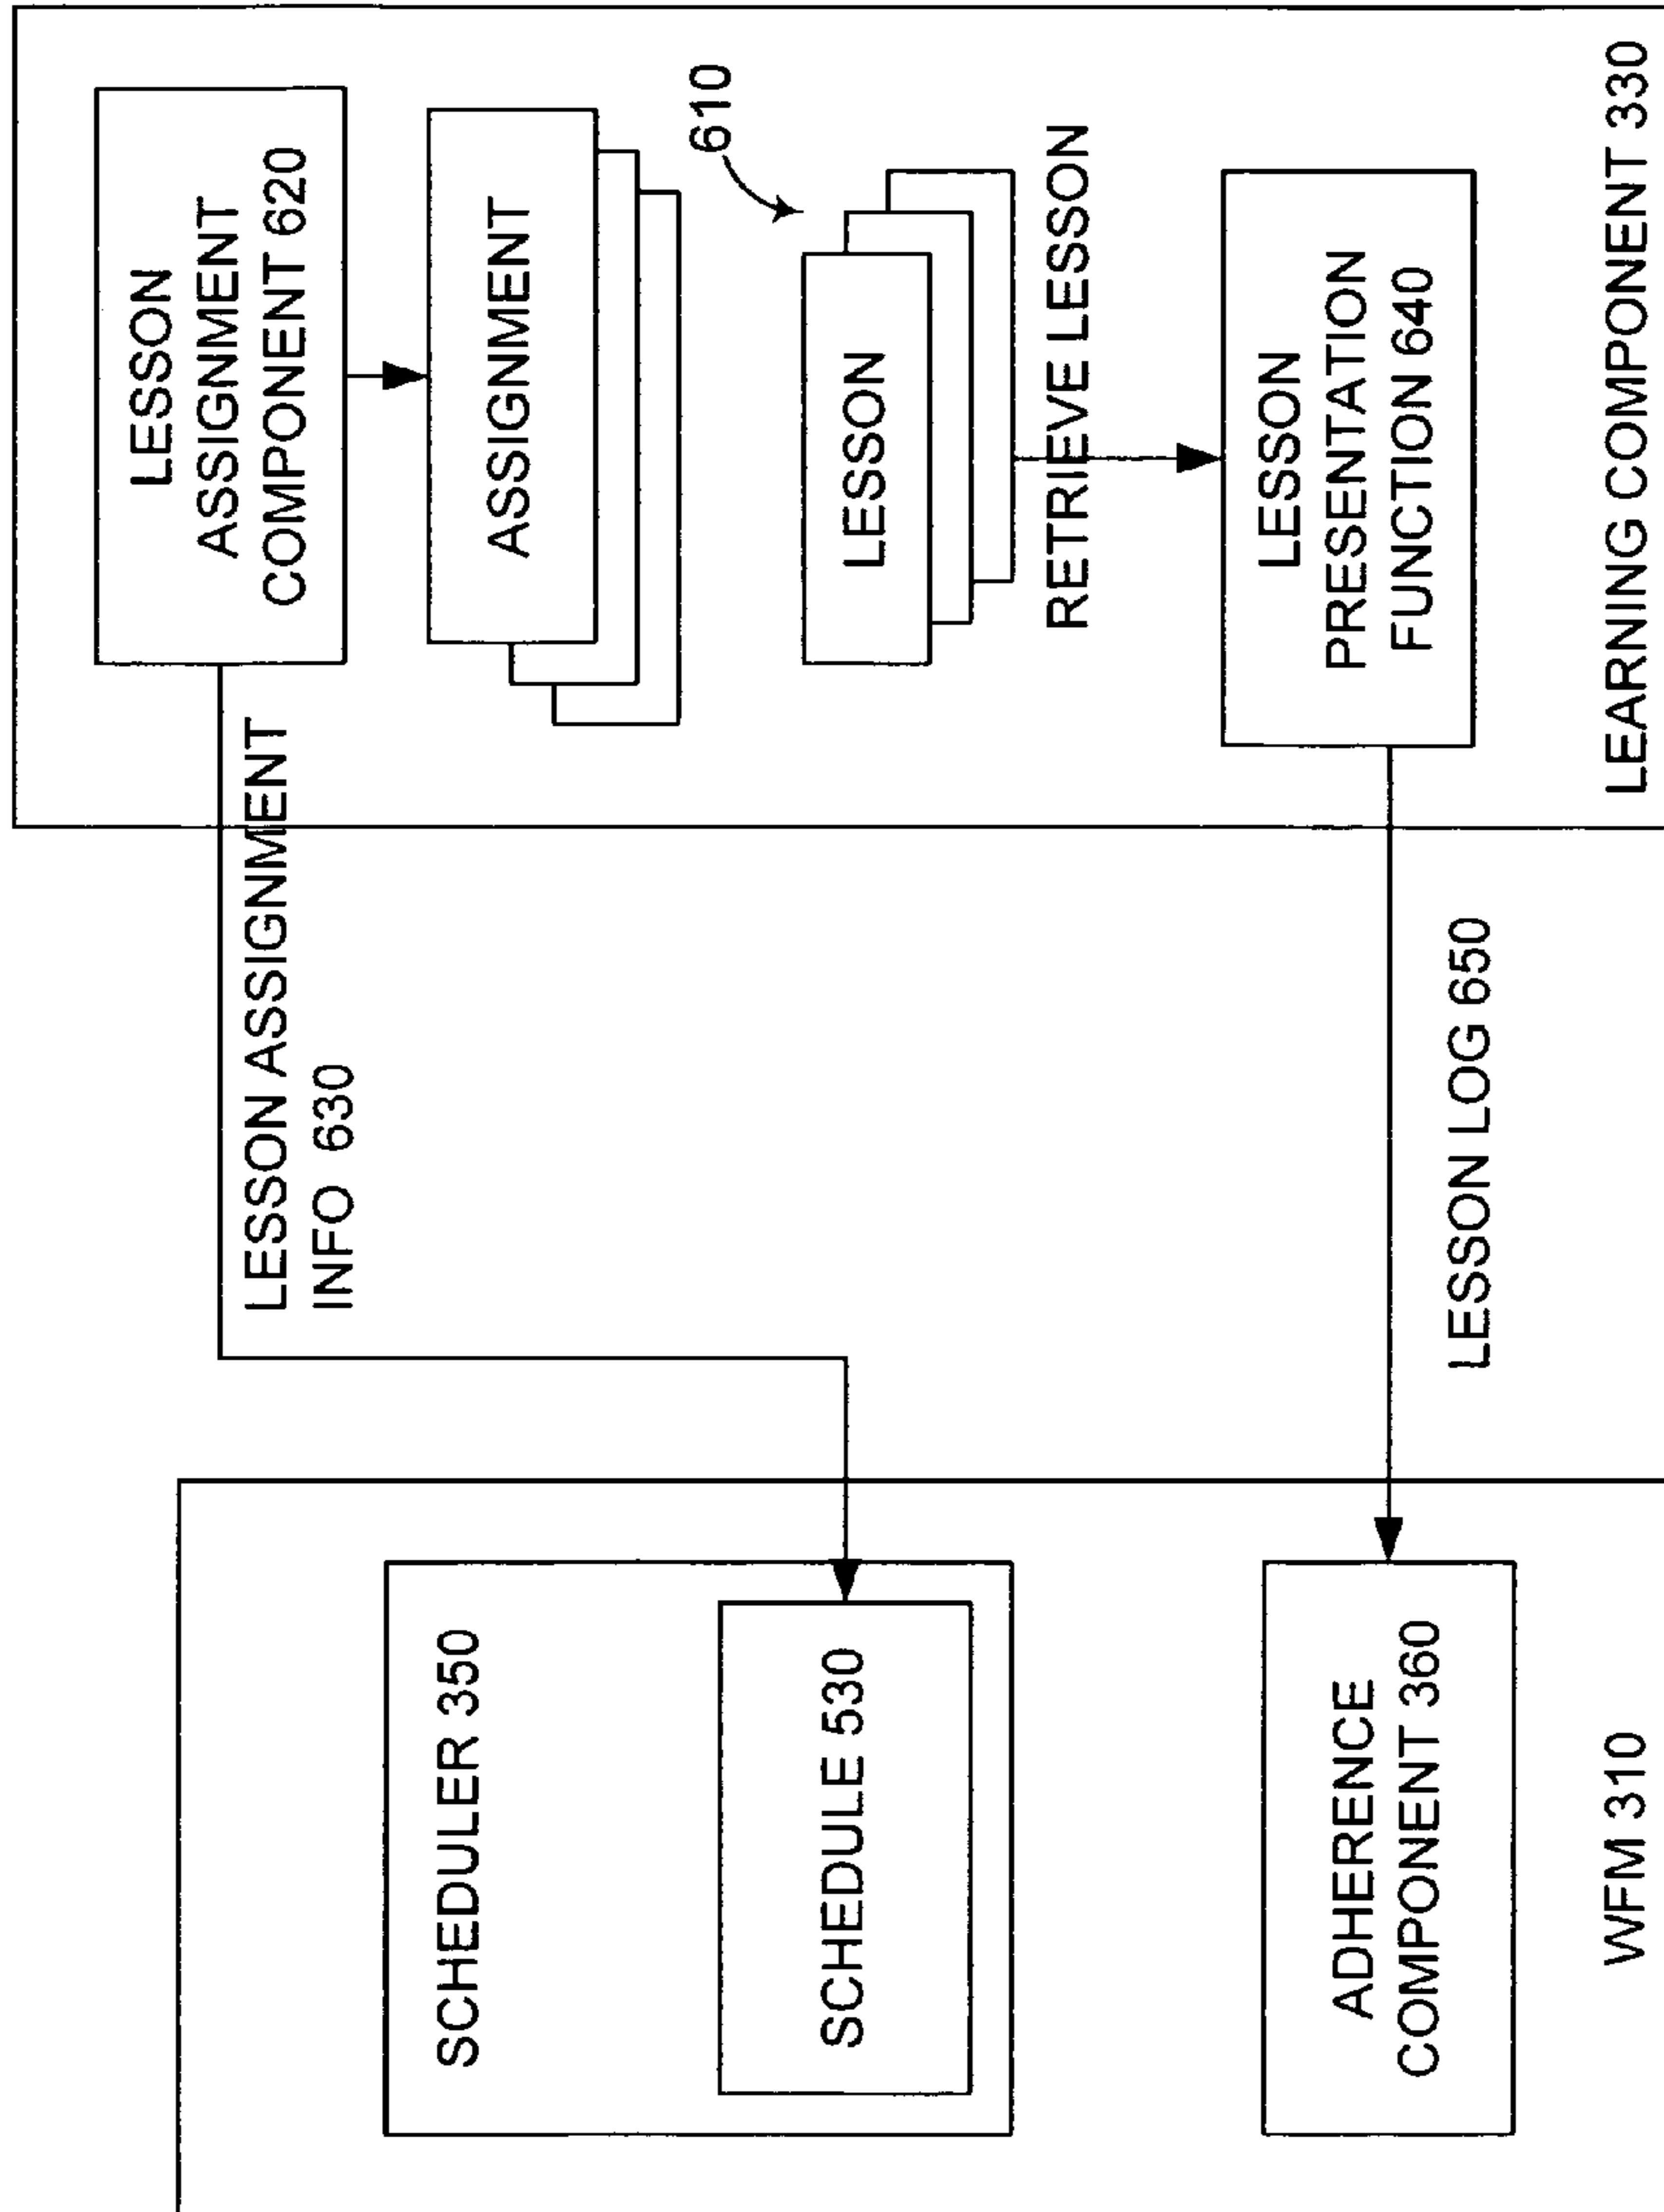 SCHEDULER 350
SCHEDULE 530
ADHERENCE
COMPONENT 360
WFM 310
LESSON ASSIGNMENT
INFO 630
LESSON LOG 650
LESSON
ASSIGNMENT
COMPONENT 620
ASSIGNMENT
610
LESSON
RETRIEVE LESSON
LESSON
PRESENTATION
FUNCTION 640
LEARNING COMPONENT 330